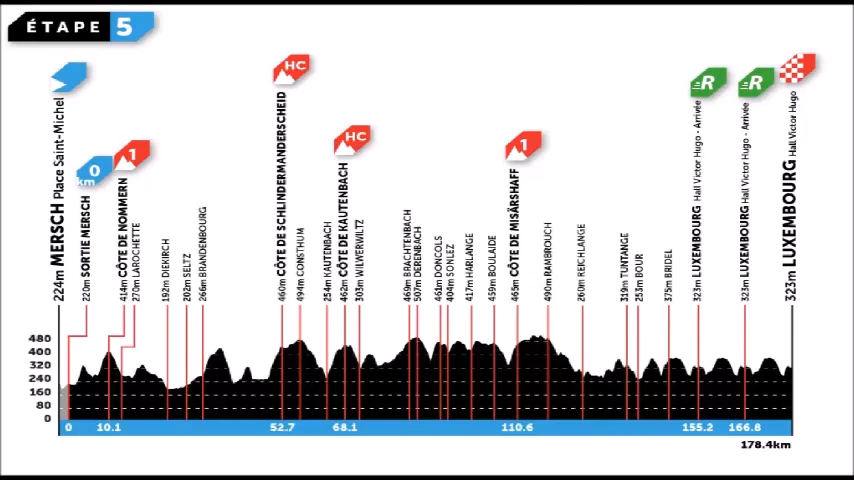 ÉTAPE 5
224m MERSCH Place Saint-Michel
0 km
220m SORTIE MERSCH
1
414m CÔTE DE NOMMERN
270m LAROCHETTE
192m DIEKIRCH
202m SELTZ
266m BRANDENBOURG
HC
460m CÔTE DE SCHLINDERMANDERSCHEID
494m CONSTHUM
254m KAUTENBACH
HC
462m CÔTE DE KAUTENBACH
303m WILWERWILTZ
469m BRACHTENBACH
507m DERENBACH
461m DONCOLS
404m SONLEZ
417m HARLANGE
459m BOULAIDE
1
465m CÔTE DE MISÄRSHAFF
490m RAMBROUCH
260m REICHLANGE
319m TUNTANGE
253m BOUR
375m BRIDEL
R
323m LUXEMBOURG Hall Victor Hugo - Arrivée
R
323m LUXEMBOURG Hall Victor Hugo - Arrivée
323m LUXEMBOURG Hall Victor Hugo
480
400
320
240
160
80
0
0 10.1 52.7 68.1 110.6 155.2 166.8
178.4km